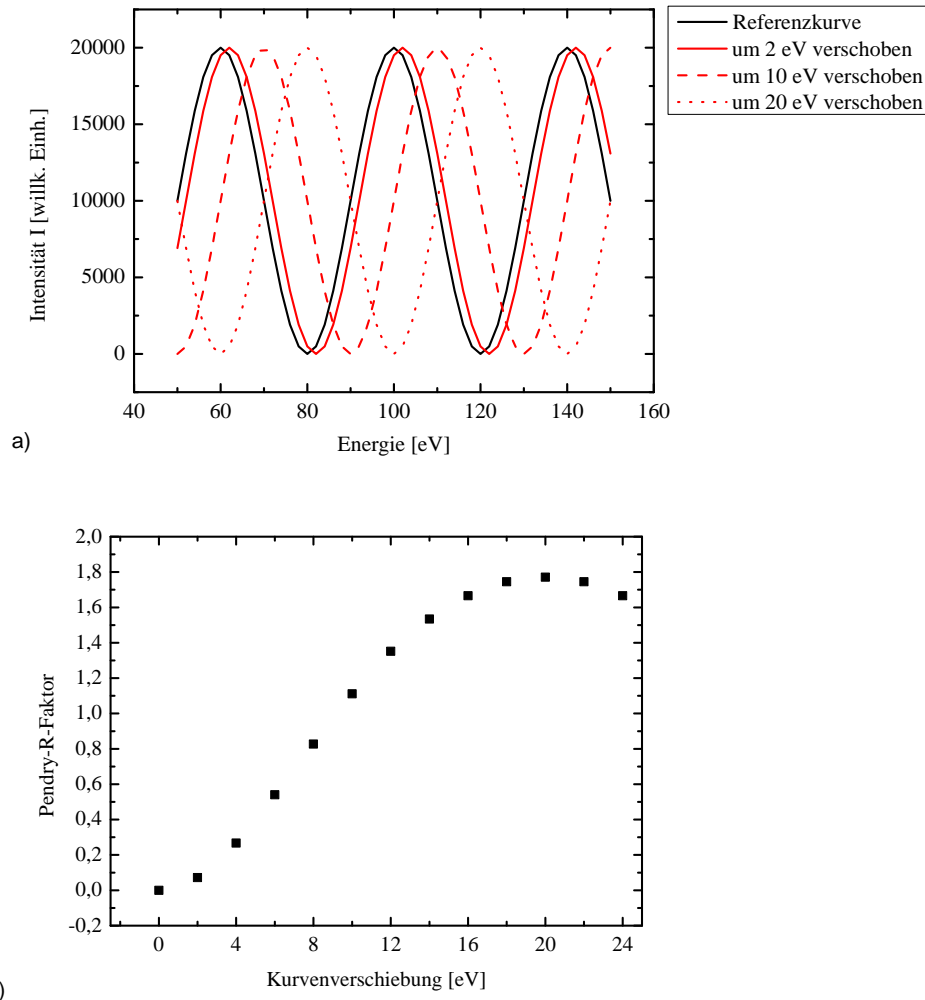 Referenzkurve
um 2 eV verschoben
um 10 eV verschoben
um 20 eV verschoben
20000
15000
10000
5000
0
Intensität I [willk. Einh.]
40 60 80 100 120 140 160
Energie [eV]
a)
2,0
1,8
1,6
1,4
1,2
1,0
0,8
0,6
0,4
0,2
0,0
-0,2
Pendry-R-Faktor
0 4 8 12 16 20 24
Kurvenverschiebung [eV]
)